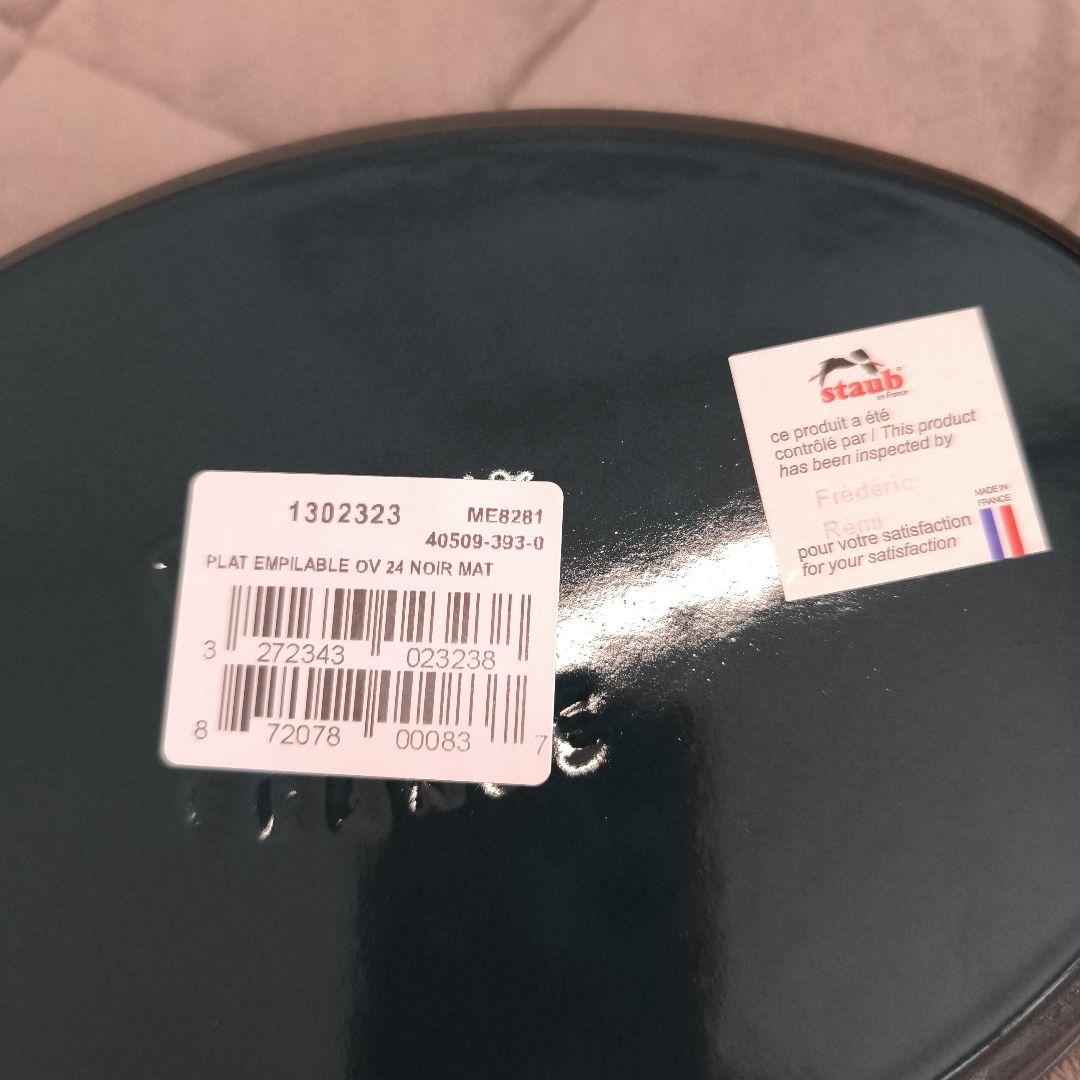 1302323
ME8281
40509-393-0
PLAT EMPILABLE OV 24 NOIR MAT
3 272343 023238
8 72078 00083 7
staub
en France
ce produit a été
contrôlé par / This product
has been inspected by
Frédéric
Rémi
MADE IN
FRANCE
pour votre satisfaction
for your satisfaction